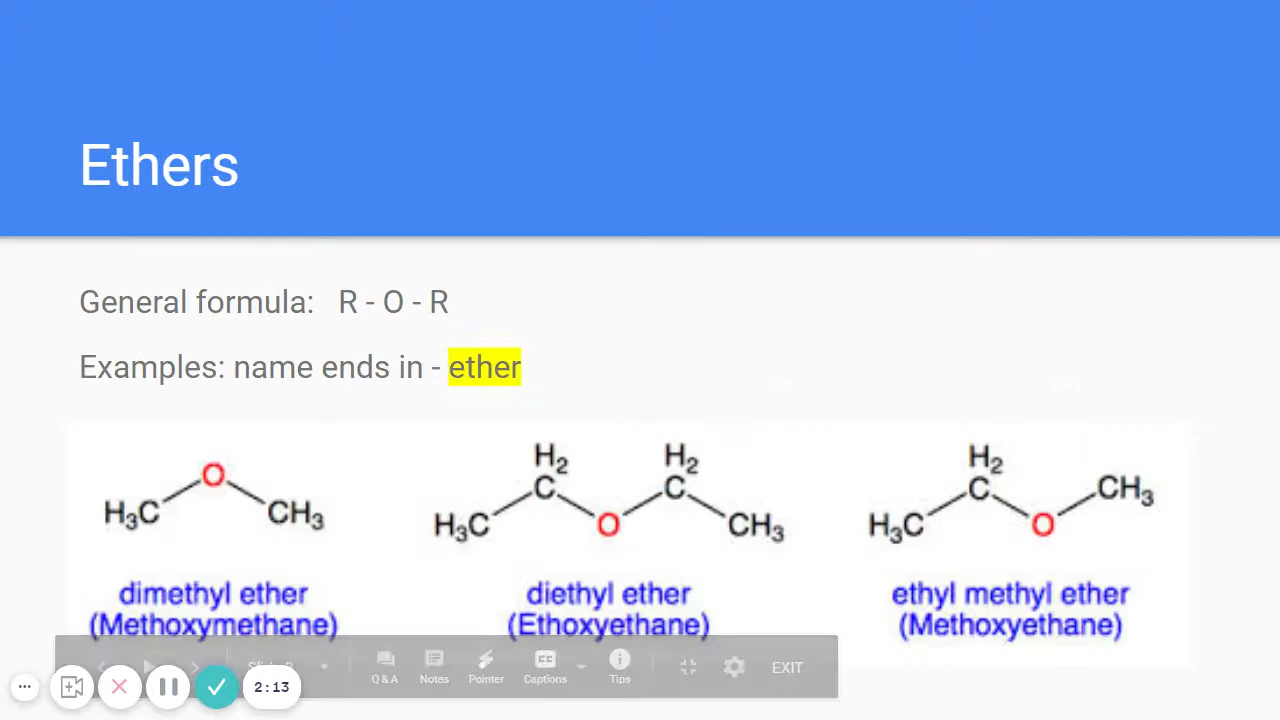 Ethers
General formula: R - O - R
Examples: name ends in - ether
H₂ H₂ H₂
O C C C CH₃
H₃C CH₃ H₃C O CH₃ H₃C O
dimethyl ether diethyl ether ethyl methyl ether
(Methoxymethane) (Ethoxyethane) (Methoxyethane)
Q & A Notes Pointer CC Captions Tips EXIT
2:13